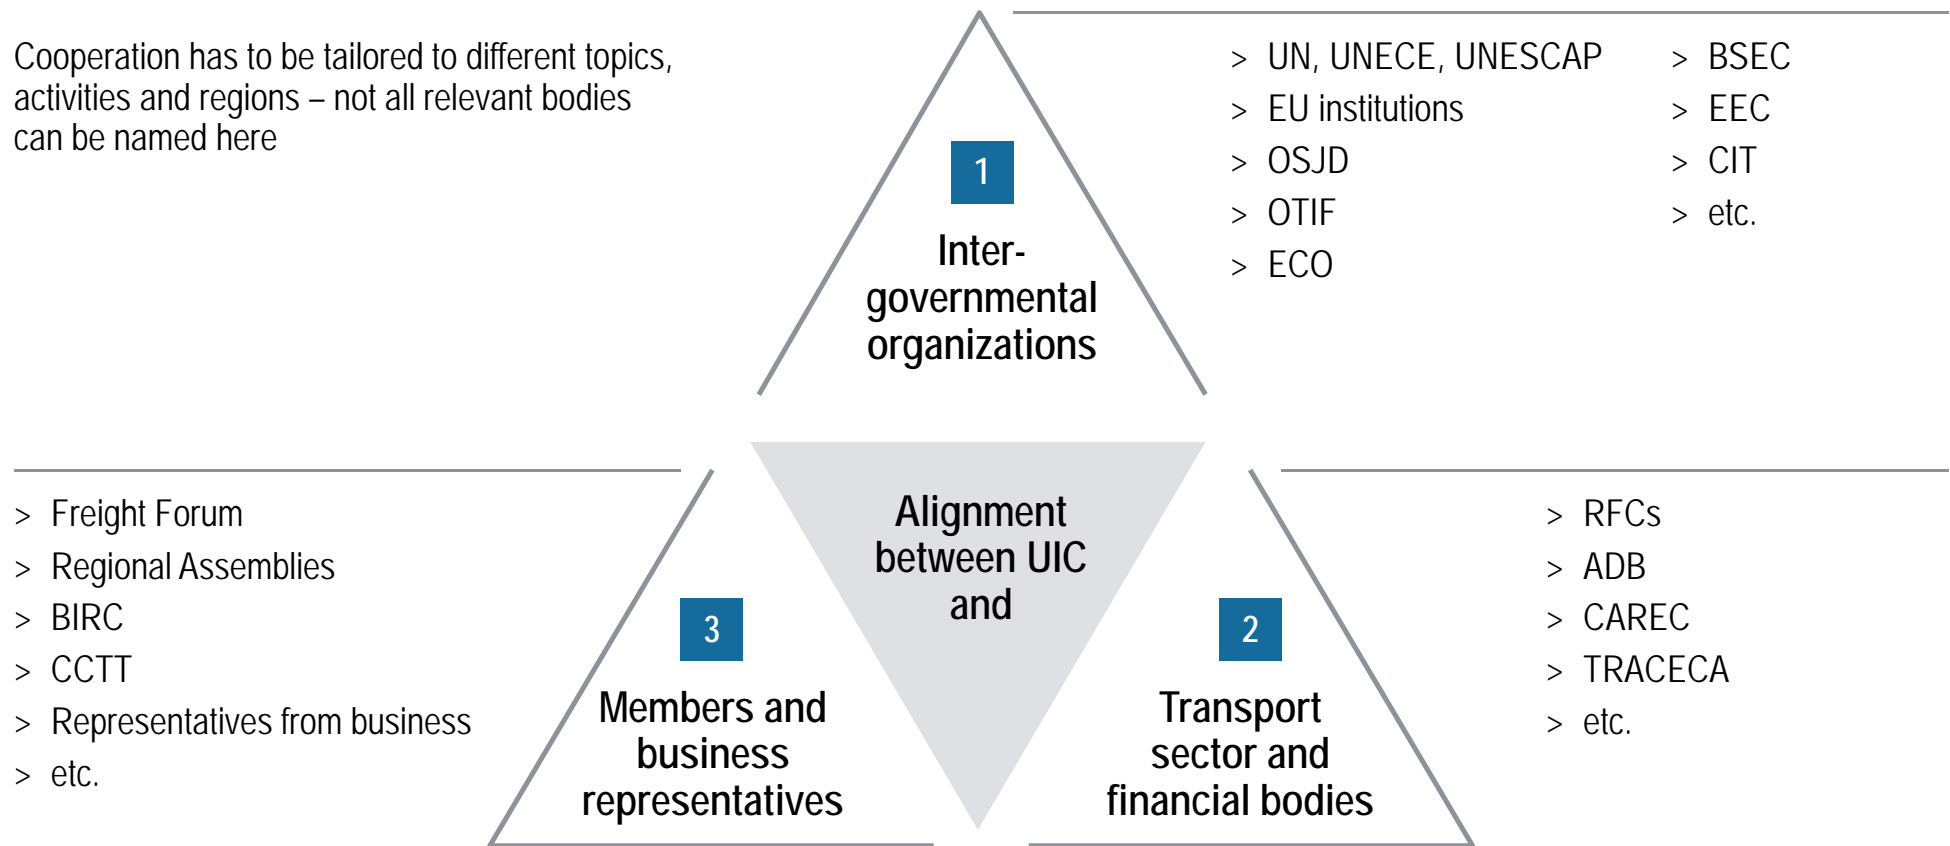 Cooperation has to be tailored to different topics,
activities and regions – not all relevant bodies
can be named here
1
Inter-
governmental
organizations
> UN, UNECE, UNESCAP
> EU institutions
> OSJD
> OTIF
> ECO
> BSEC
> EEC
> CIT
> etc.
Alignment
between UIC
and
> Freight Forum
> Regional Assemblies
> BIRC
> CCTT
> Representatives from business
> etc.
3
Members and
business
representatives
2
Transport
sector and
financial bodies
> RFCs
> ADB
> CAREC
> TRACECA
> etc.